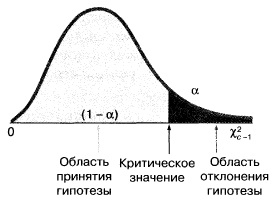 α
(1 – α)
0
χ²c–1
Область принятия гипотезы
Критическое значение
Область отклонения гипотезы